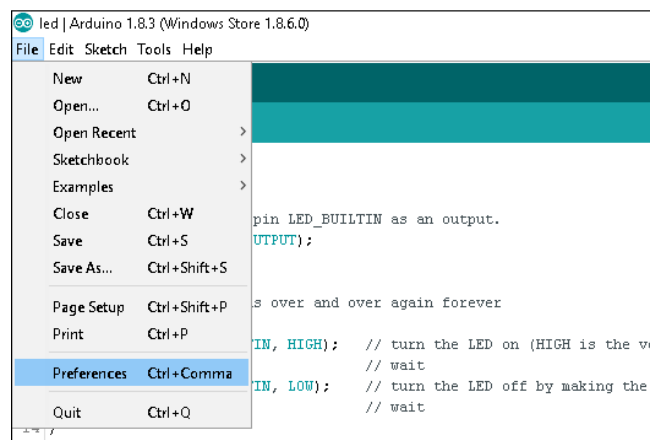 led | Arduino 1.8.3 (Windows Store 1.8.6.0)
File Edit Sketch Tools Help
New Ctrl+N
Open... Ctrl+O
Open Recent >
Sketchbook >
Examples >
Close Ctrl+W
pin LED_BUILTIN as an output.
Save Ctrl+S
UTPUT);
Save As... Ctrl+Shift+S
Page Setup Ctrl+Shift+P
s over and over again forever
Print Ctrl+P
TIN, HIGH); // turn the LED on (HIGH is the v
// wait
Preferences Ctrl+Comma
TIN, LOW); // turn the LED off by making the
// wait
Quit Ctrl+Q
14 }